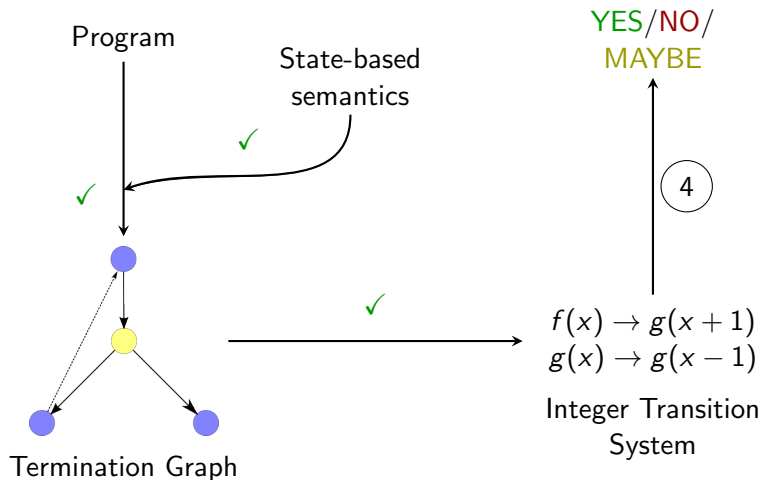 Program
State-based
semantics
✓
✓
YES/NO/
MAYBE
4
✓
f(x) → g(x + 1)
g(x) → g(x − 1)
Integer Transition
System
Termination Graph